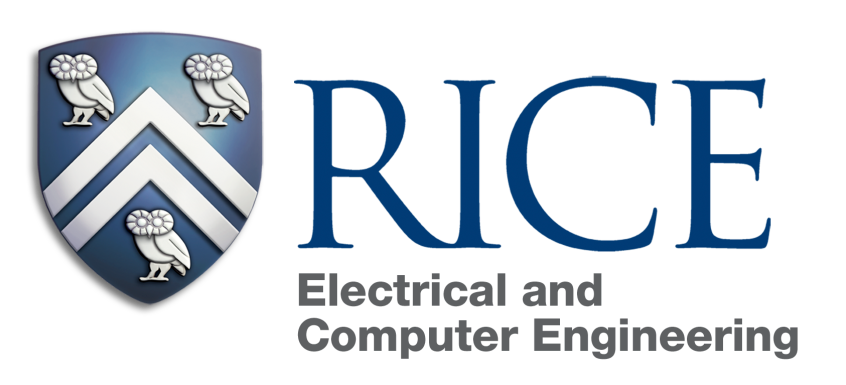 RICE
Electrical and
Computer Engineering